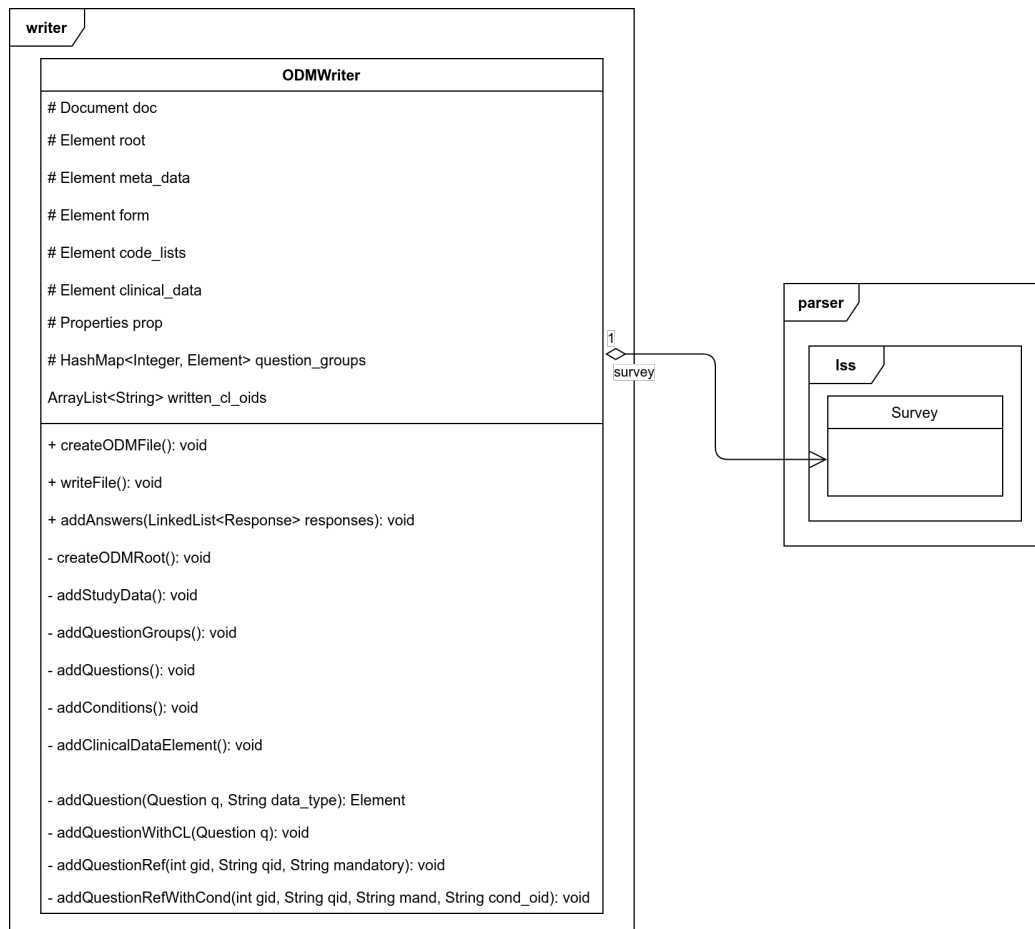 writer
ODMWriter
# Document doc
# Element root
# Element meta_data
# Element form
# Element code_lists
# Element clinical_data
# Properties prop
# HashMap<Integer, Element> question_groups
ArrayList<String> written_cl_oids
+ createODMFile(): void
+ writeFile(): void
+ addAnswers(LinkedList<Response> responses): void
- createODMRoot(): void
- addStudyData(): void
- addQuestionGroups(): void
- addQuestions(): void
- addConditions(): void
- addClinicalDataElement(): void
- addQuestion(Question q, String data_type): Element
- addQuestionWithCL(Question q): void
- addQuestionRef(int gid, String qid, String mandatory): void
- addQuestionRefWithCond(int gid, String qid, String mand, String cond_oid): void
1
survey
parser
lss
Survey